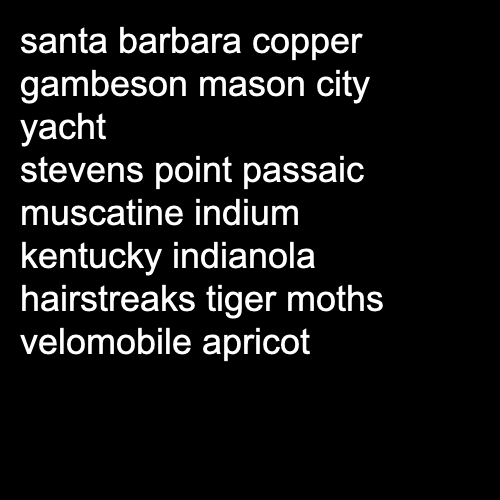 santa barbara copper
gambeson mason city
yacht
stevens point passaic
muscatine indium
kentucky indianola
hairstreaks tiger moths
velomobile apricot